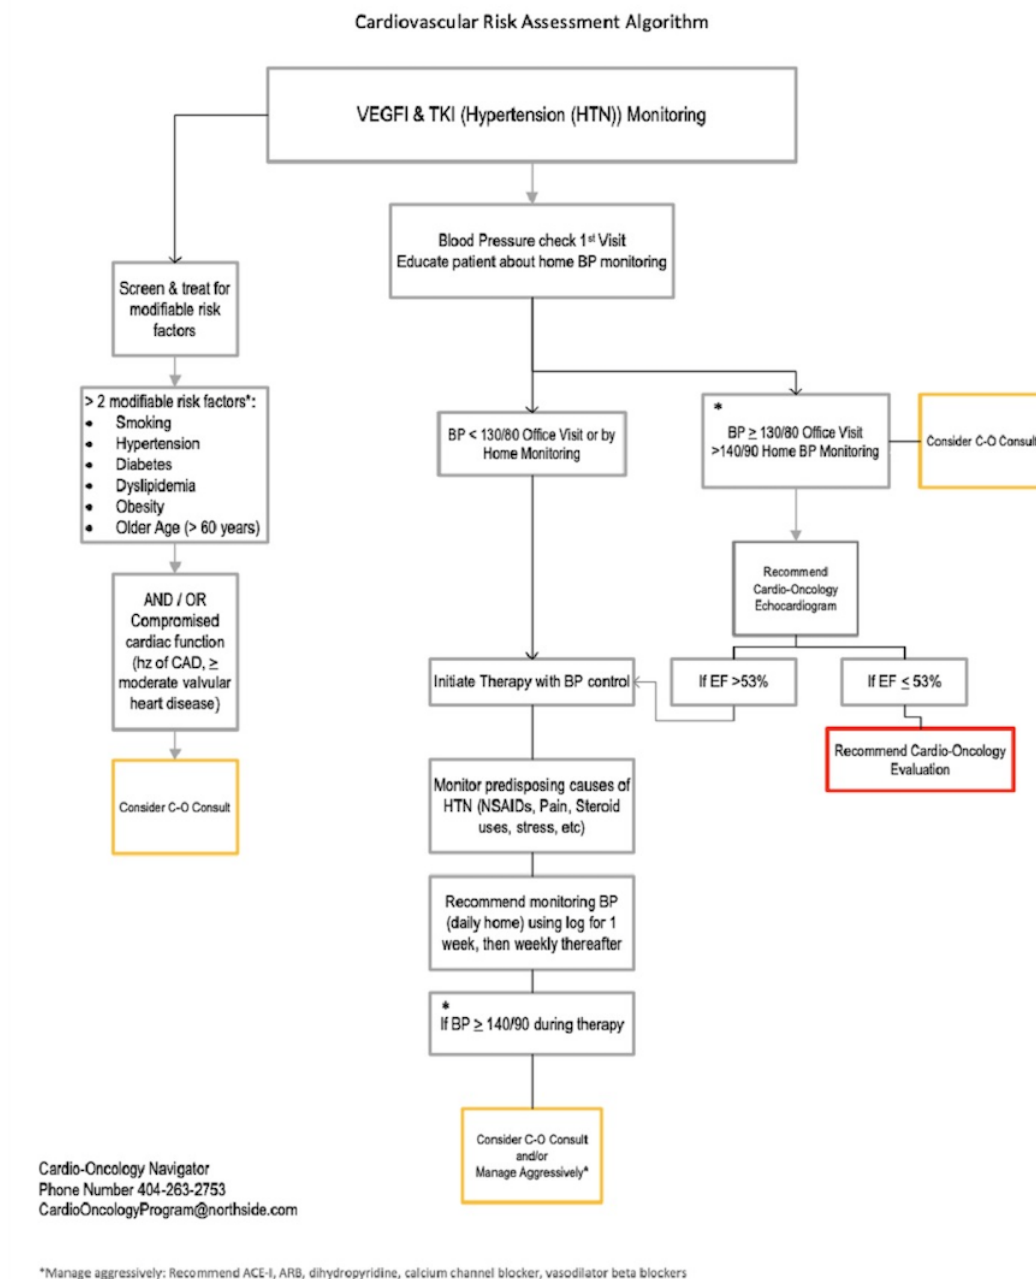 Cardiovascular Risk Assessment Algorithm
VEGFI & TKI (Hypertension (HTN)) Monitoring
Blood Pressure check 1st Visit
Educate patient about home BP monitoring
Screen & treat for
modifiable risk
factors
> 2 modifiable risk factors*:
• Smoking
• Hypertension
• Diabetes
• Dyslipidemia
• Obesity
• Older Age (> 60 years)
AND / OR
Compromised
cardiac function
(hz of CAD, ≥
moderate valvular
heart disease)
Consider C-O Consult
BP < 130/80 Office Visit or by
Home Monitoring
*
BP ≥ 130/80 Office Visit
>140/90 Home BP Monitoring
Consider C-O Consult
Recommend
Cardio-Oncology
Echocardiogram
If EF >53%
If EF ≤ 53%
Recommend Cardio-Oncology
Evaluation
Initiate Therapy with BP control
Monitor predisposing causes of
HTN (NSAIDs, Pain, Steroid
uses, stress, etc)
Recommend monitoring BP
(daily home) using log for 1
week, then weekly thereafter
*
If BP ≥ 140/90 during therapy
Consider C-O Consult
and/or
Manage Aggressively*
Cardio-Oncology Navigator
Phone Number 404-263-2753
CardioOncologyProgram@northside.com
*Manage aggressively: Recommend ACE-I, ARB, dihydropyridine, calcium channel blocker, vasodilator beta blockers